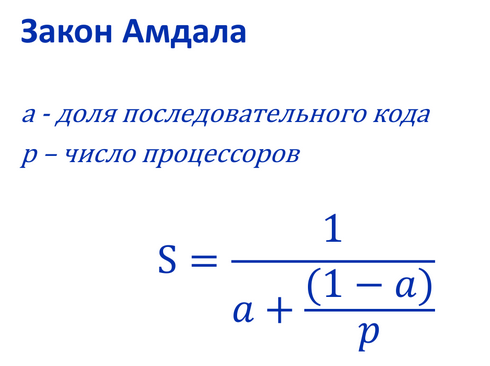 Закон Амдала
a - доля последовательного кода
p – число процессоров
S = 1 / (a + (1 − a) / p)